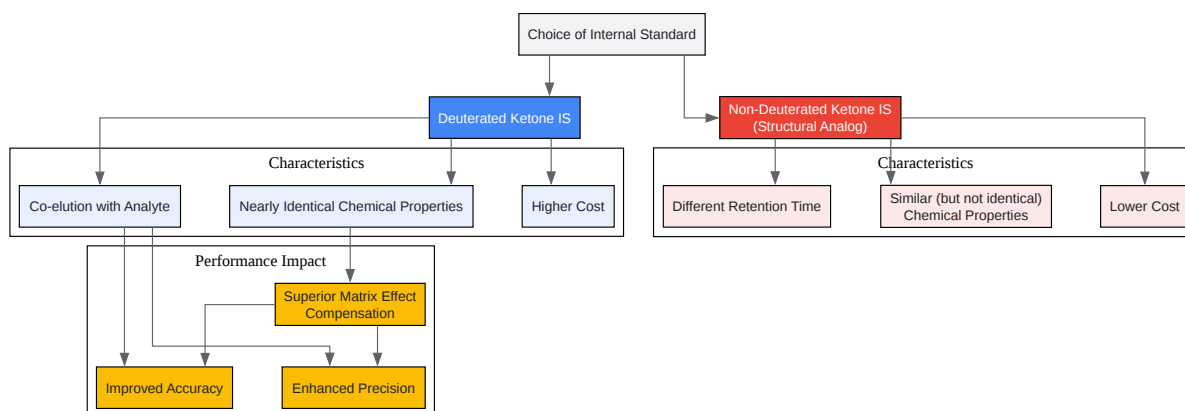 Choice of Internal Standard
Deuterated Ketone IS
Non-Deuterated Ketone IS
(Structural Analog)
Characteristics
Characteristics
Co-elution with Analyte
Nearly Identical Chemical Properties
Higher Cost
Different Retention Time
Similar (but not identical)
Chemical Properties
Lower Cost
Performance Impact
Superior Matrix Effect
Compensation
Improved Accuracy
Enhanced Precision